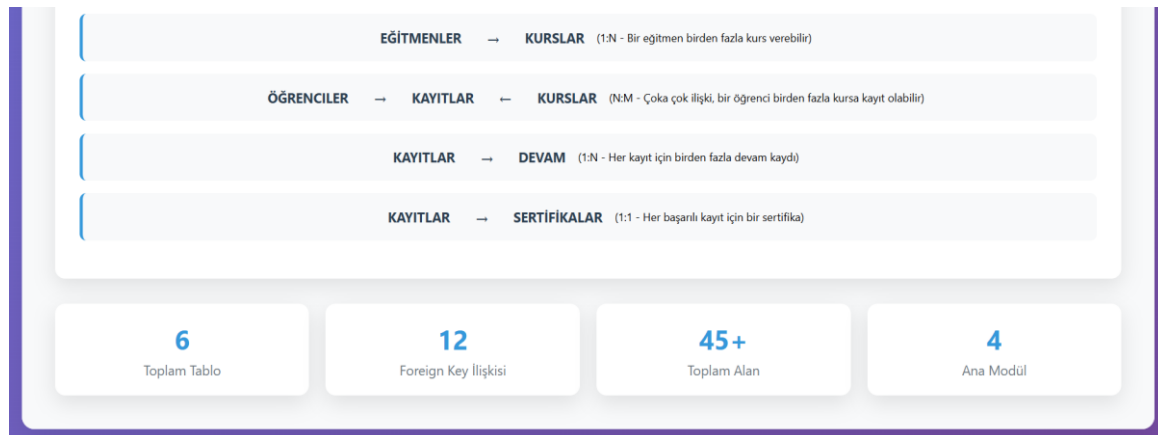 EĞİTMENLER → KURSLAR (1:N - Bir eğitmen birden fazla kurs verebilir)
ÖĞRENCİLER → KAYITLAR ← KURSLAR (N:M - Çoka çok ilişki, bir öğrenci birden fazla kursa kayıt olabilir)
KAYITLAR → DEVAM (1:N - Her kayıt için birden fazla devam kaydı)
KAYITLAR → SERTİFİKALAR (1:1 - Her başarılı kayıt için bir sertifika)
6 12 45+ 4
Toplam Tablo Foreign Key İlişkisi Toplam Alan Ana Modül